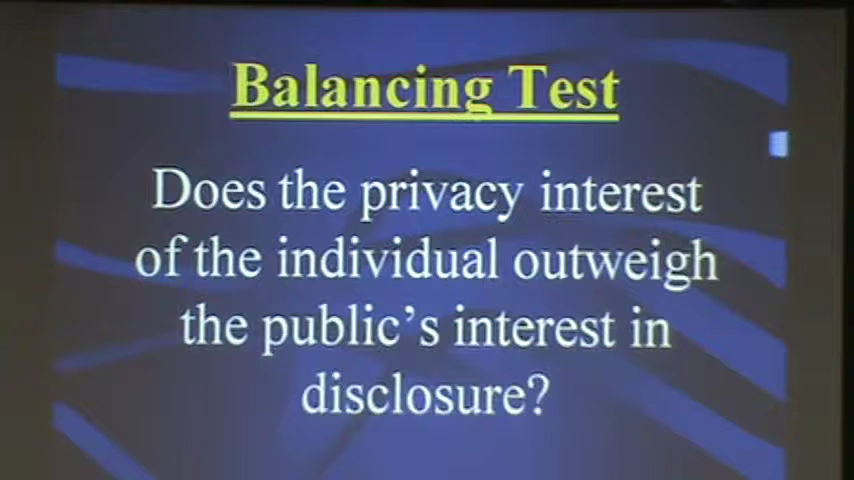 Balancing Test
Does the privacy interest
of the individual outweigh
the public’s interest in
disclosure?